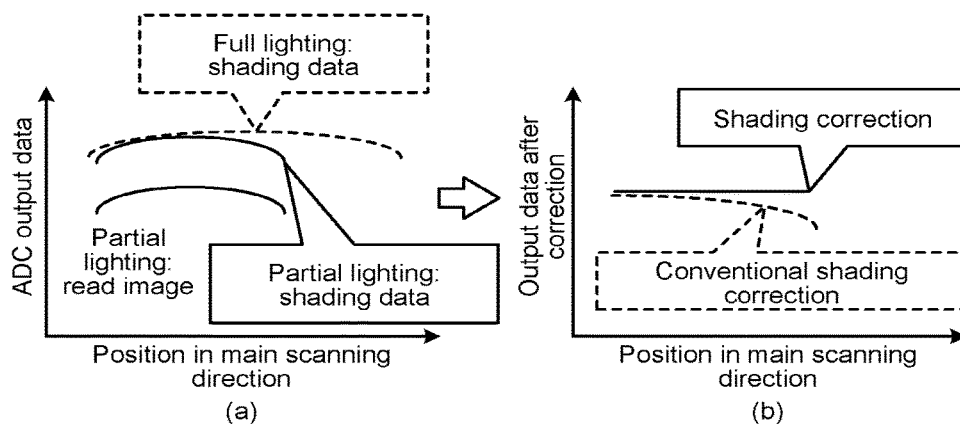 Full lighting:
shading data
ADC output data
Partial
lighting:
read image
Partial lighting:
shading data
Position in main scanning
direction
(a)
Output data after
correction
Shading correction
Conventional shading
correction
Position in main scanning
direction
(b)